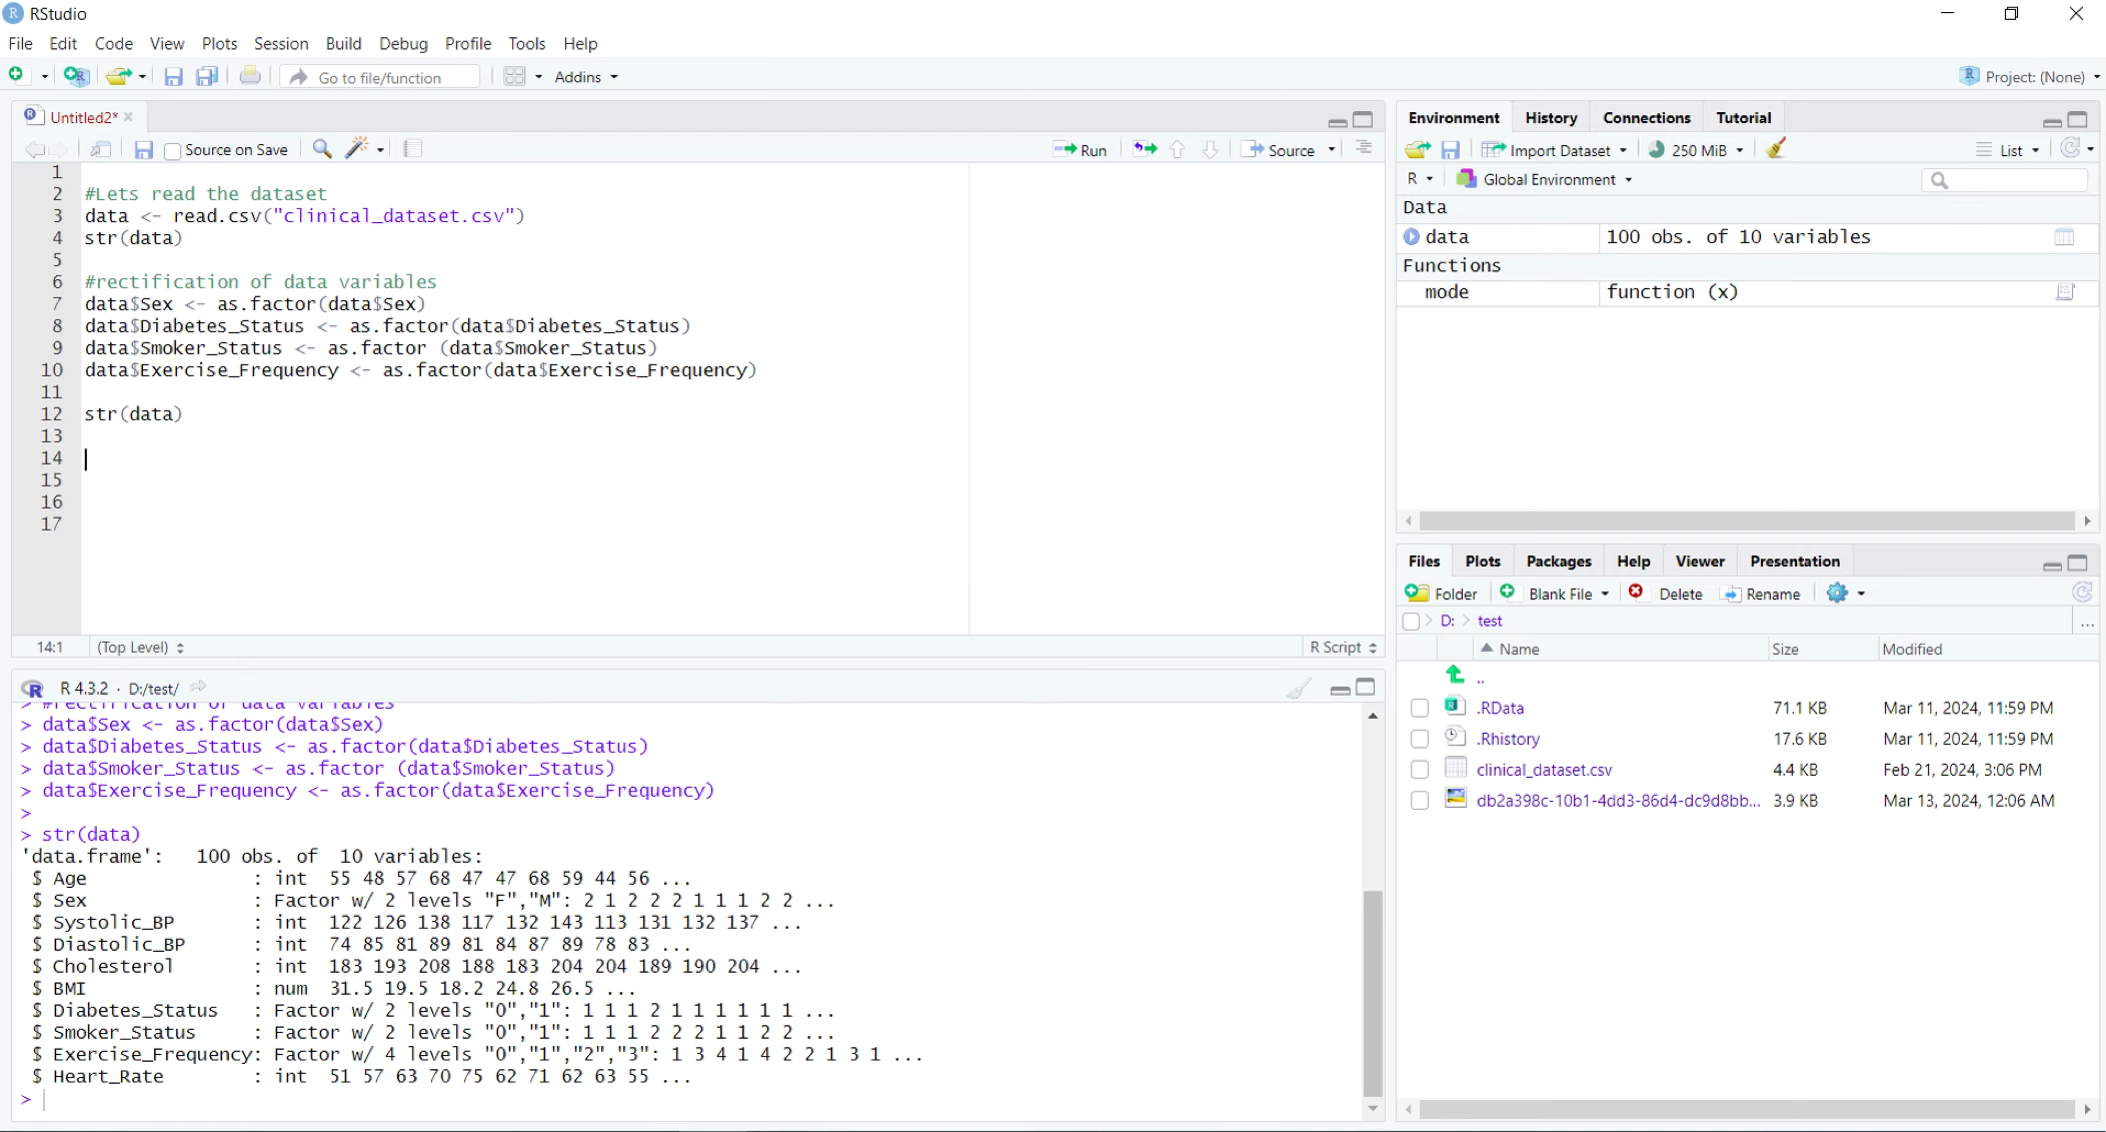 RStudio
File Edit Code View Plots Session Build Debug Profile Tools Help
Go to file/function Addins Project: (None)
Untitled2*
Source on Save Run Source
1
2 #Lets read the dataset
3 data <- read.csv("clinical_dataset.csv")
4 str(data)
5
6 #rectification of data variables
7 data$Sex <- as.factor(data$Sex)
8 data$Diabetes_Status <- as.factor(data$Diabetes_Status)
9 data$Smoker_Status <- as.factor (data$Smoker_Status)
10 data$Exercise_Frequency <- as.factor(data$Exercise_Frequency)
11
12 str(data)
13
14
15
16
17
14:1 (Top Level) R Script
R 4.3.2 · D:/test/
> #rectification of data variables
> data$Sex <- as.factor(data$Sex)
> data$Diabetes_Status <- as.factor(data$Diabetes_Status)
> data$Smoker_Status <- as.factor (data$Smoker_Status)
> data$Exercise_Frequency <- as.factor(data$Exercise_Frequency)
>
> str(data)
'data.frame': 100 obs. of 10 variables:
$ Age : int 55 48 57 68 47 47 68 59 44 56 ...
$ Sex : Factor w/ 2 levels "F","M": 2 1 2 2 2 1 1 1 2 2 ...
$ Systolic_BP : int 122 126 138 117 132 143 113 131 132 137 ...
$ Diastolic_BP : int 74 85 81 89 81 84 87 89 78 83 ...
$ Cholesterol : int 183 193 208 188 183 204 204 189 190 204 ...
$ BMI : num 31.5 19.5 18.2 24.8 26.5 ...
$ Diabetes_Status : Factor w/ 2 levels "0","1": 1 1 1 2 1 1 1 1 1 1 ...
$ Smoker_Status : Factor w/ 2 levels "0","1": 1 1 1 2 2 2 1 1 2 2 ...
$ Exercise_Frequency: Factor w/ 4 levels "0","1","2","3": 1 3 4 1 4 2 2 1 3 1 ...
$ Heart_Rate : int 51 57 63 70 75 62 71 62 63 55 ...
>
Environment History Connections Tutorial
Import Dataset 250 MiB List
R Global Environment
Data
data 100 obs. of 10 variables
Functions
mode function (x)
Files Plots Packages Help Viewer Presentation
Folder Blank File Delete Rename
D: > test ...
Name Size Modified
..
.RData 71.1 KB Mar 11, 2024, 11:59 PM
.Rhistory 17.6 KB Mar 11, 2024, 11:59 PM
clinical_dataset.csv 4.4 KB Feb 21, 2024, 3:06 PM
db2a398c-10b1-4dd3-86d4-dc9d8bb... 3.9 KB Mar 13, 2024, 12:06 AM